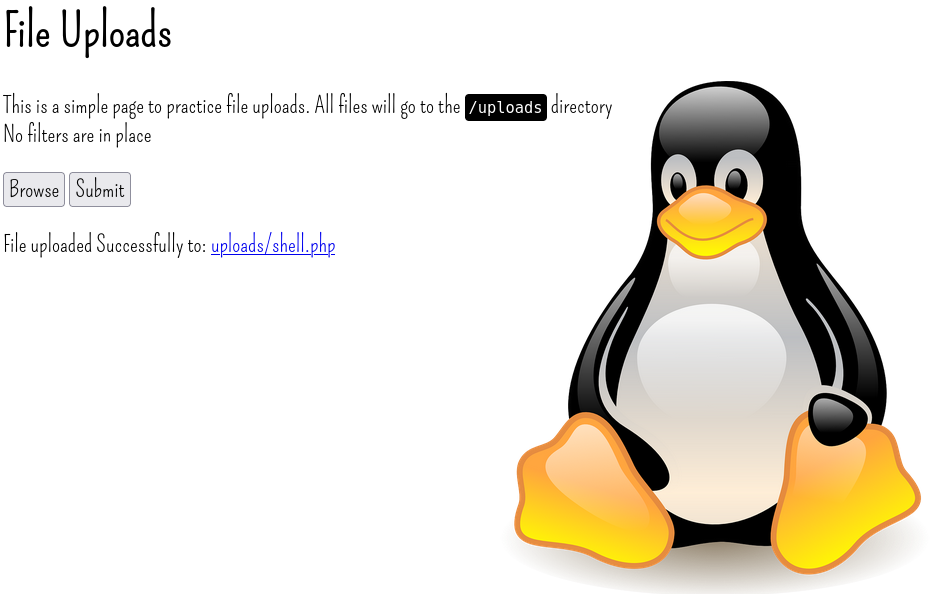 File Uploads
This is a simple page to practice file uploads. All files will go to the /uploads directory
No filters are in place
Browse Submit
File uploaded Successfully to: uploads/shell.php